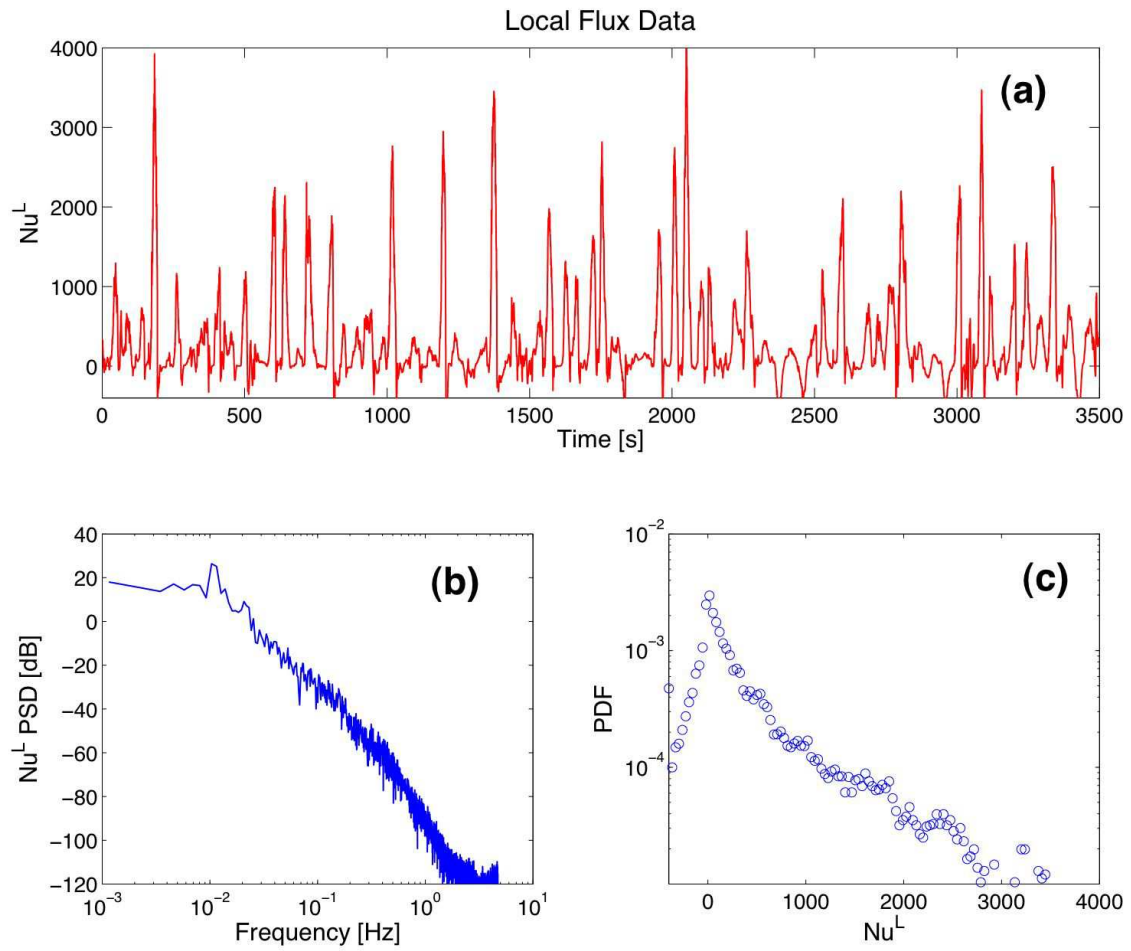 Local Flux Data
(a)
4000
3000
2000
1000
0
Nu^L
0 500 1000 1500 2000 2500 3000 3500
Time [s]
(b)
40
20
0
−20
−40
−60
−80
−100
−120
Nu^L PSD [dB]
10^−3 10^−2 10^−1 10^0 10^1
Frequency [Hz]
(c)
10^−2
10^−3
10^−4
PDF
0 1000 2000 3000 4000
Nu^L